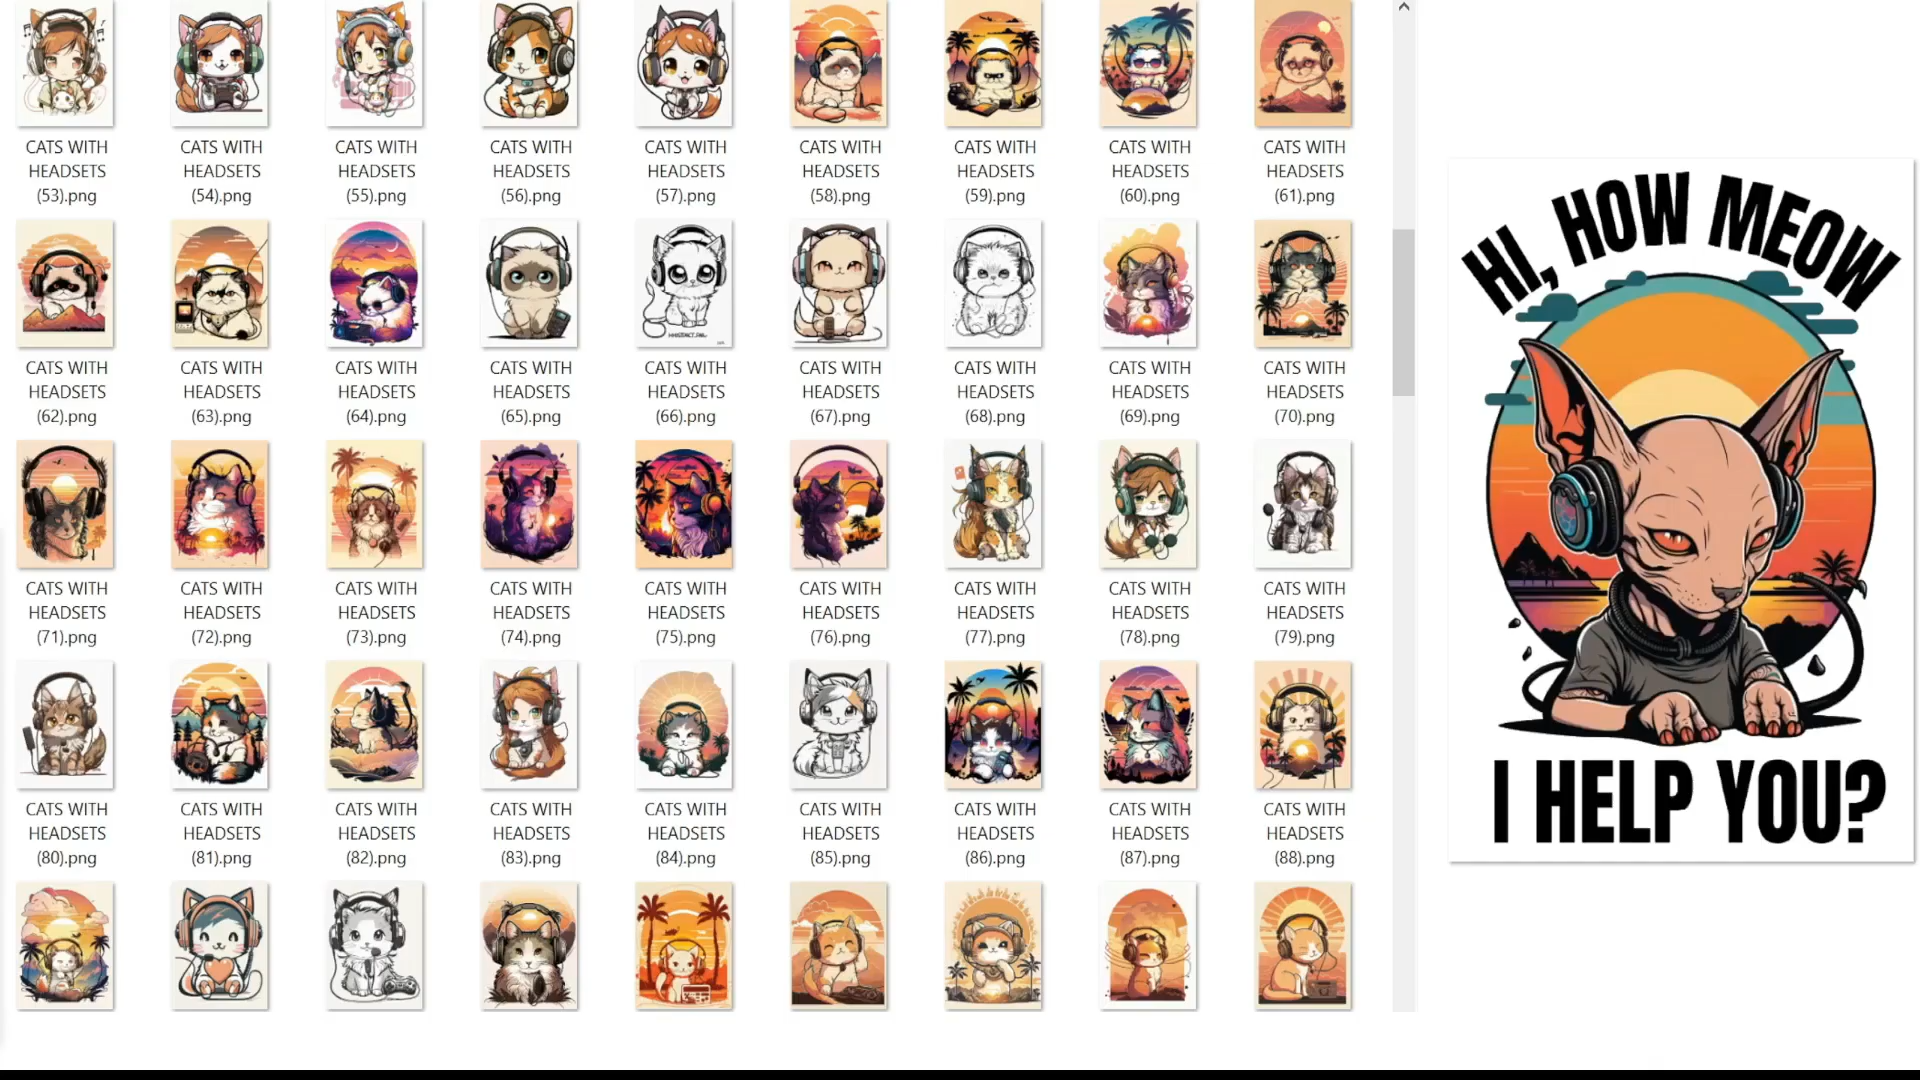 CATS WITH
HEADSETS
(53).png
CATS WITH
HEADSETS
(54).png
CATS WITH
HEADSETS
(55).png
CATS WITH
HEADSETS
(56).png
CATS WITH
HEADSETS
(57).png
CATS WITH
HEADSETS
(58).png
CATS WITH
HEADSETS
(59).png
CATS WITH
HEADSETS
(60).png
CATS WITH
HEADSETS
(61).png
CATS WITH
HEADSETS
(62).png
CATS WITH
HEADSETS
(63).png
CATS WITH
HEADSETS
(64).png
CATS WITH
HEADSETS
(65).png
CATS WITH
HEADSETS
(66).png
CATS WITH
HEADSETS
(67).png
CATS WITH
HEADSETS
(68).png
CATS WITH
HEADSETS
(69).png
CATS WITH
HEADSETS
(70).png
CATS WITH
HEADSETS
(71).png
CATS WITH
HEADSETS
(72).png
CATS WITH
HEADSETS
(73).png
CATS WITH
HEADSETS
(74).png
CATS WITH
HEADSETS
(75).png
CATS WITH
HEADSETS
(76).png
CATS WITH
HEADSETS
(77).png
CATS WITH
HEADSETS
(78).png
CATS WITH
HEADSETS
(79).png
CATS WITH
HEADSETS
(80).png
CATS WITH
HEADSETS
(81).png
CATS WITH
HEADSETS
(82).png
CATS WITH
HEADSETS
(83).png
CATS WITH
HEADSETS
(84).png
CATS WITH
HEADSETS
(85).png
CATS WITH
HEADSETS
(86).png
CATS WITH
HEADSETS
(87).png
CATS WITH
HEADSETS
(88).png
HI, HOW MEOW
I HELP YOU?